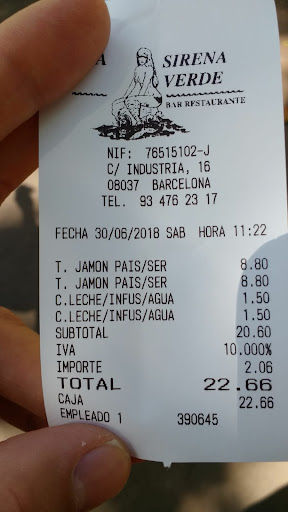 A SIRENA
VERDE
BAR RESTAURANTE
NIF: 76515102-J
C/ INDUSTRIA, 16
08037 BARCELONA
TEL. 93 476 23 17
FECHA 30/06/2018 SAB HORA 11:22
T. JAMON PAIS/SER 8.80
T. JAMON PAIS/SER 8.80
C.LECHE/INFUS/AGUA 1.50
C.LECHE/INFUS/AGUA 1.50
SUBTOTAL 20.60
IVA 10.000%
IMPORTE 2.06
TOTAL 22.66
CAJA 22.66
EMPLEADO 1 390645